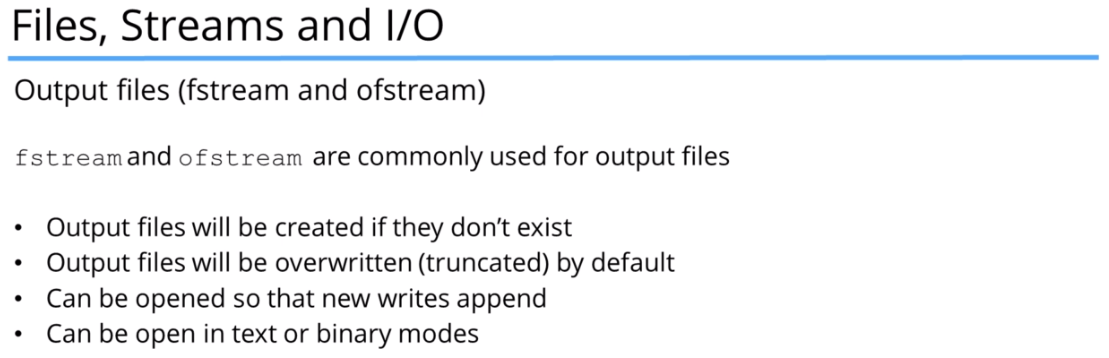 Files, Streams and I/O
Output files (fstream and ofstream)
fstream and ofstream are commonly used for output files
• Output files will be created if they don’t exist
• Output files will be overwritten (truncated) by default
• Can be opened so that new writes append
• Can be open in text or binary modes